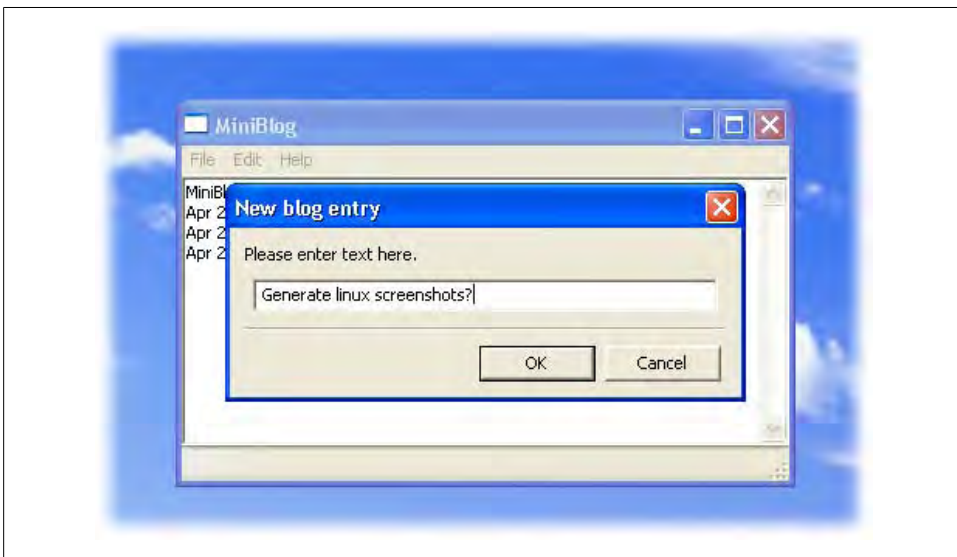 MiniBlog
File Edit Help
MiniBl
Apr 2
Apr 2
Apr 2
New blog entry
Please enter text here.
Generate linux screenshots?
OK Cancel